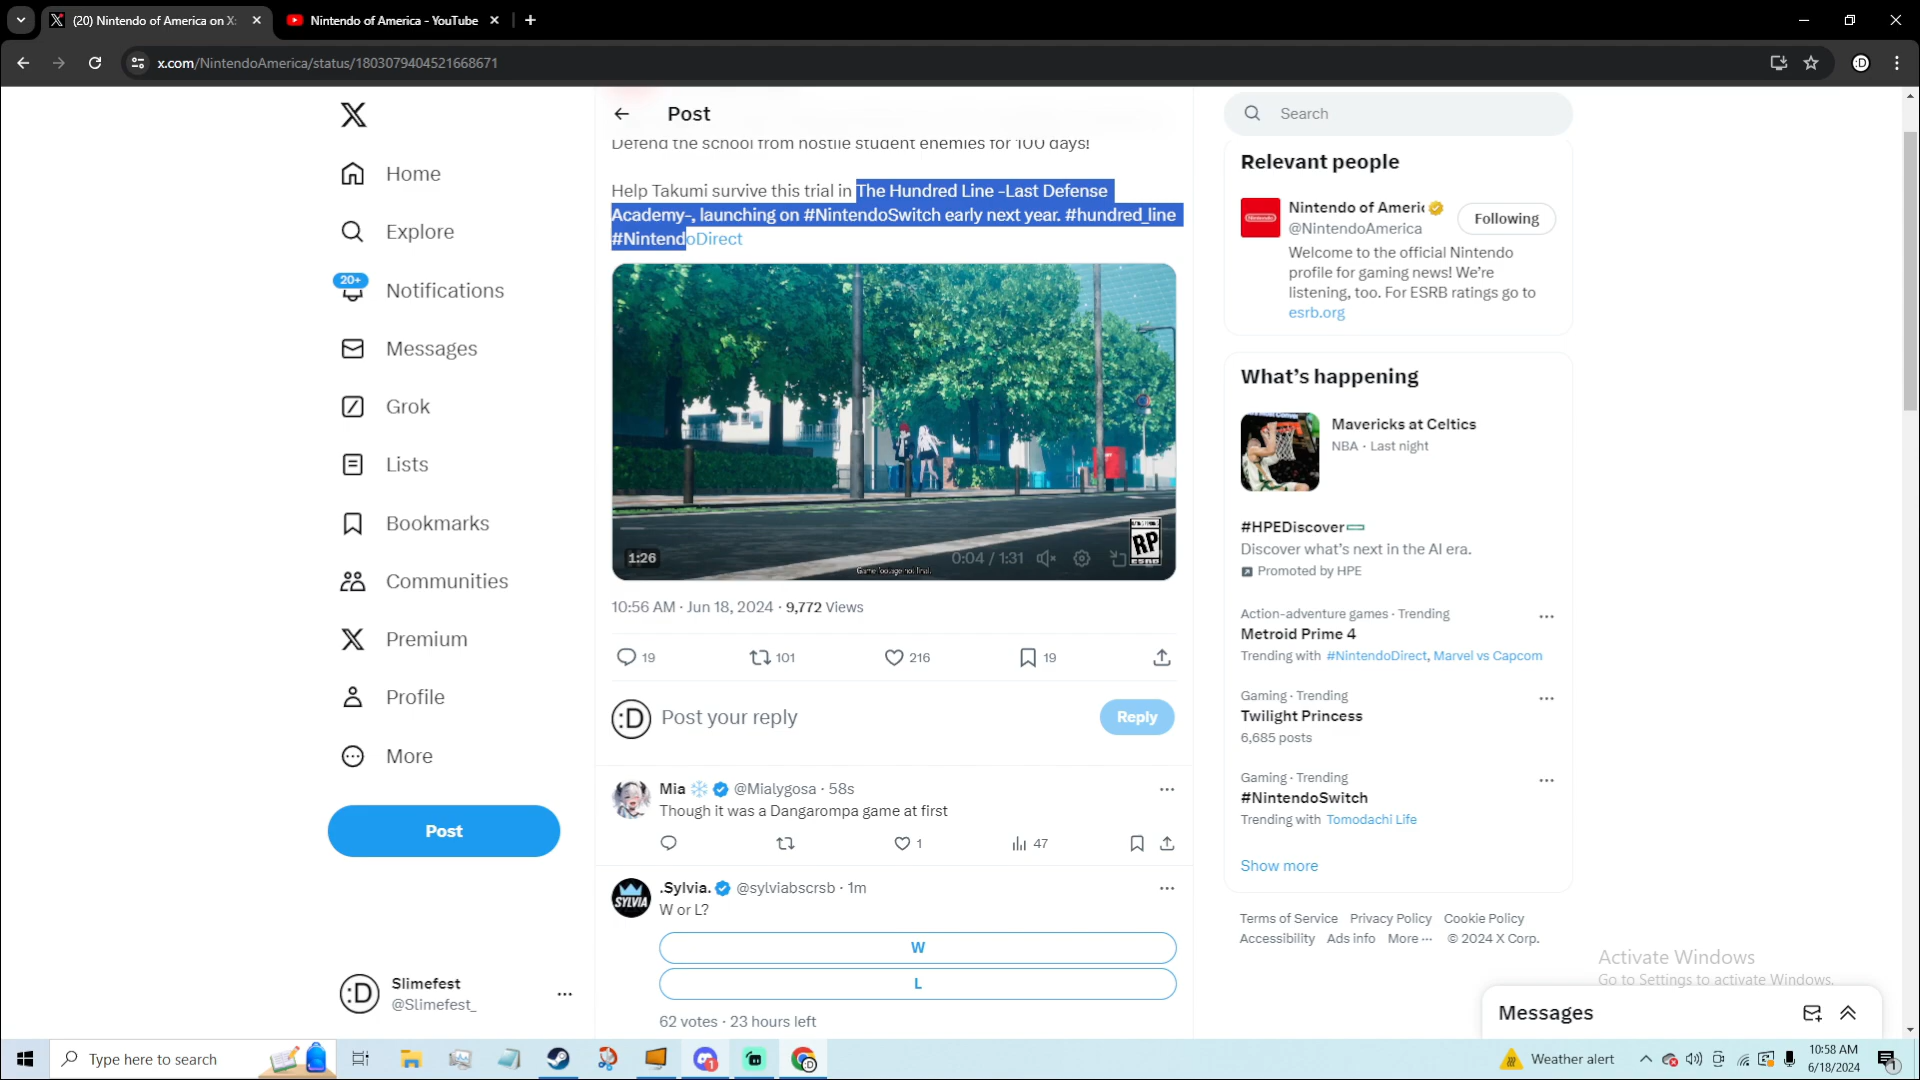 (20) Nintendo of America on X:
Nintendo of America - YouTube
x.com/NintendoAmerica/status/1803079404521668671
Home
Explore
20+
Notifications
Messages
Grok
Lists
Bookmarks
Communities
Premium
Profile
More
Post
Slimefest
@Slimefest_
Post
Defend the school from hostile student enemies for 100 days!
Help Takumi survive this trial in The Hundred Line -Last Defense
Academy-, launching on #NintendoSwitch early next year. #hundred_line
#NintendoDirect
1:26
0:04 / 1:31
Game footage not final.
RP
ESRB
10:56 AM · Jun 18, 2024 · 9,772 Views
19
101
216
19
:D
Post your reply
Reply
Mia @Mialygosa · 58s
Though it was a Dangarompa game at first
1
47
SYLVIA
.Sylvia. @sylviabscrsb · 1m
W or L?
W
L
62 votes · 23 hours left
Search
Relevant people
Nintendo
Nintendo of Americ
@NintendoAmerica
Following
Welcome to the official Nintendo
profile for gaming news! We’re
listening, too. For ESRB ratings go to
esrb.org
What’s happening
Mavericks at Celtics
NBA · Last night
#HPEDiscover
Discover what’s next in the AI era.
Promoted by HPE
Action-adventure games · Trending
Metroid Prime 4
Trending with #NintendoDirect, Marvel vs Capcom
Gaming · Trending
Twilight Princess
6,685 posts
Gaming · Trending
#NintendoSwitch
Trending with Tomodachi Life
Show more
Terms of Service Privacy Policy Cookie Policy
Accessibility Ads info More ··· © 2024 X Corp.
Activate Windows
Go to Settings to activate Windows.
Messages
Type here to search
Weather alert
10:58 AM
6/18/2024